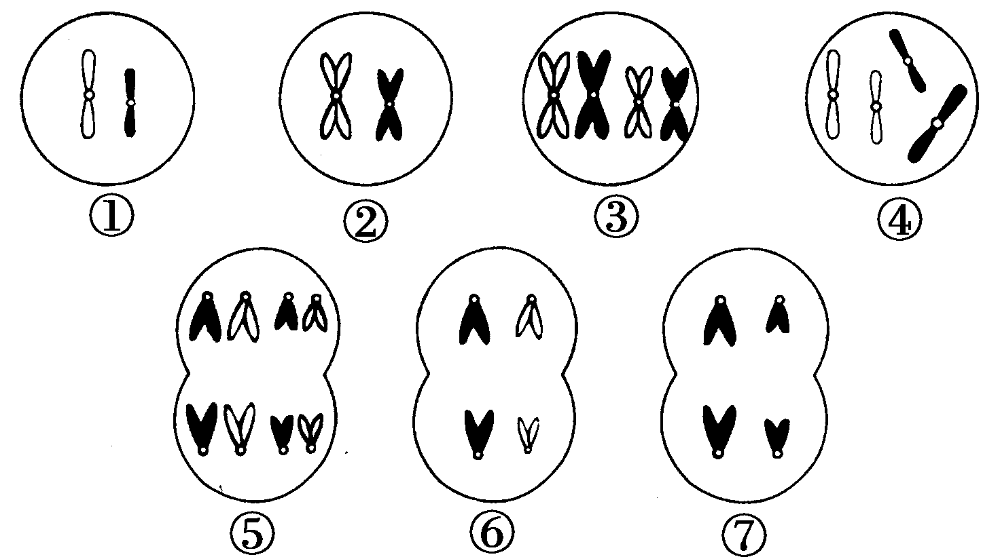 ① ② ③ ④
⑤ ⑥ ⑦